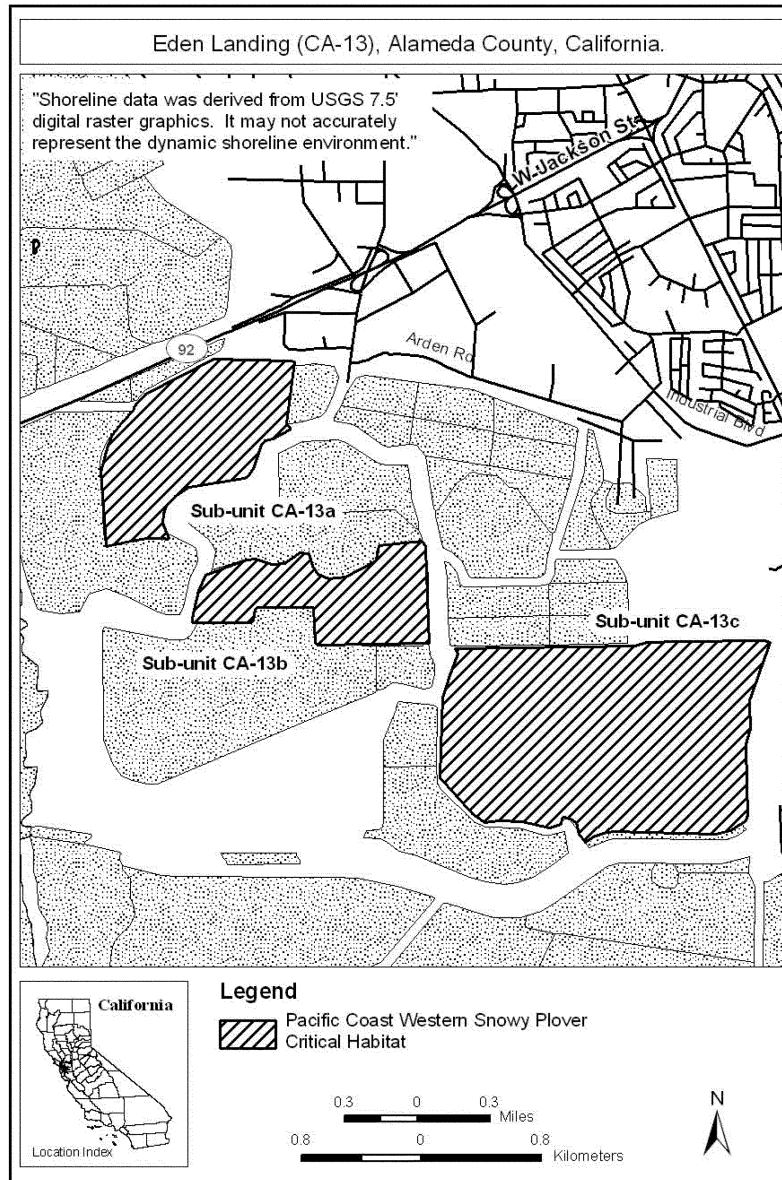 Eden Landing (CA-13), Alameda County, California.
"Shoreline data was derived from USGS 7.5'
digital raster graphics. It may not accurately
represent the dynamic shoreline environment."
W Jackson St
92
Arden Rd
Industrial Blvd
Sub-unit CA-13a
Sub-unit CA-13c
Sub-unit CA-13b
California
Location Index
Legend
Pacific Coast Western Snowy Plover
Critical Habitat
0.3 0 0.3
Miles
0.8 0 0.8
Kilometers
N